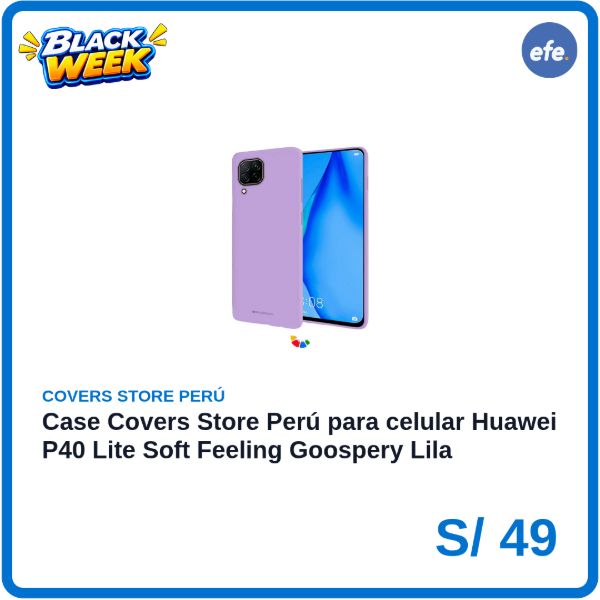 BLACK
WEEK
efe.
:08
COVERS STORE PERÚ
Case Covers Store Perú para celular Huawei
P40 Lite Soft Feeling Goospery Lila
S/ 49